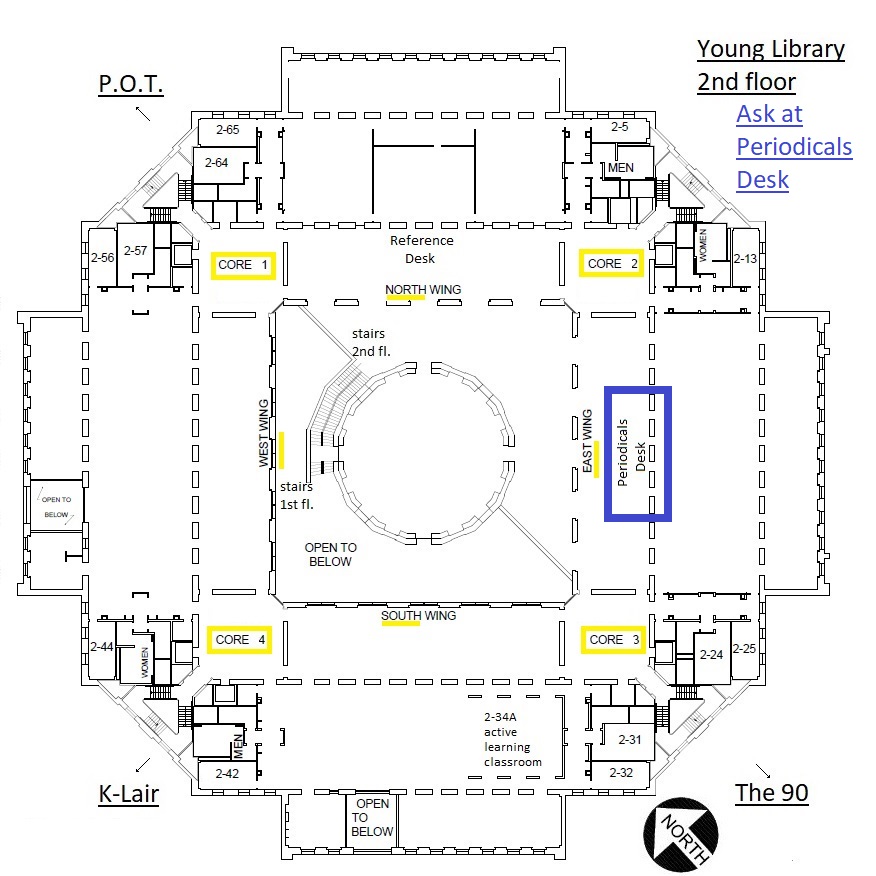 Young Library
2nd floor
Ask at
Periodicals
Desk
P.O.T.
2-65
2-64
2-5
MEN
2-56
2-57
WOMEN
2-13
Reference
Desk
CORE 1
CORE 2
NORTH WING
stairs
2nd fl.
WEST WING
EAST WING
Periodicals
Desk
stairs
1st fl.
OPEN TO
BELOW
OPEN TO
BELOW
SOUTH WING
CORE 4
CORE 3
2-44
WOMEN
2-24
2-25
2-34A
active
learning
classroom
MEN
2-42
2-31
2-32
K-Lair
The 90
OPEN
TO
BELOW
NORTH